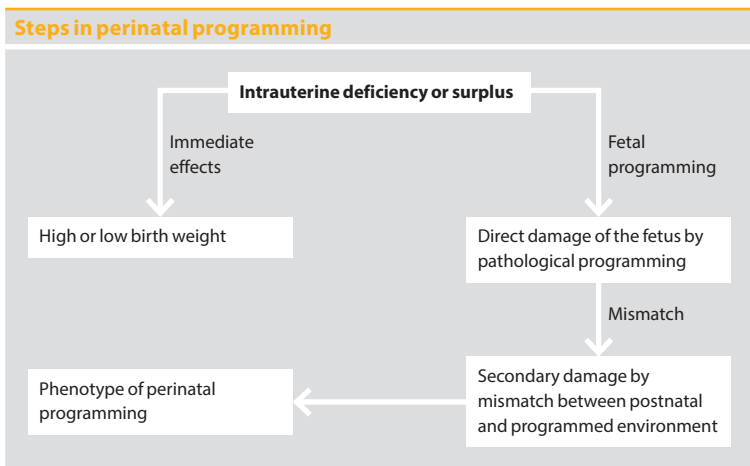 Steps in perinatal programming
Intrauterine deficiency or surplus
Immediate
effects
Fetal
programming
High or low birth weight
Direct damage of the fetus by
pathological programming
Mismatch
Phenotype of perinatal
programming
Secondary damage by
mismatch between postnatal
and programmed environment